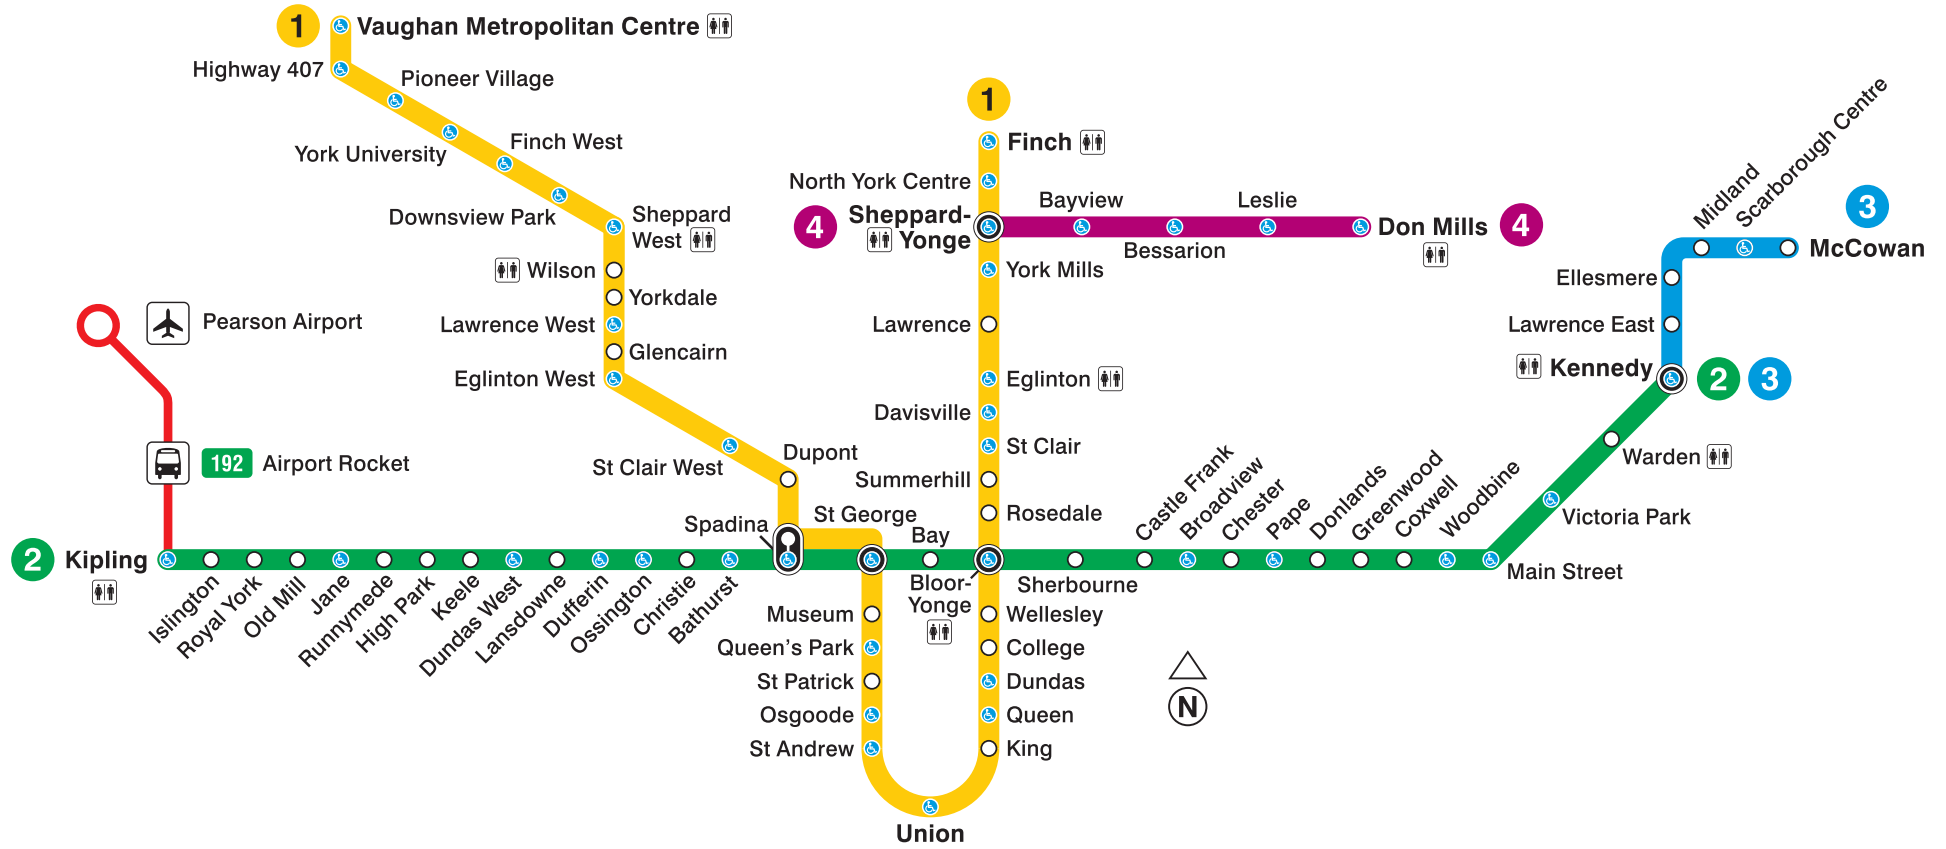 1
Vaughan Metropolitan Centre
Highway 407
Pioneer Village
York University
Finch West
Downsview Park
Sheppard
West
Wilson
Yorkdale
Lawrence West
Glencairn
Eglinton West
St Clair West
Dupont
Spadina
St George
Museum
Queen's Park
St Patrick
Osgoode
St Andrew
Union
King
Queen
Dundas
College
Wellesley
Bloor-
Yonge
Rosedale
Summerhill
St Clair
Davisville
Eglinton
Lawrence
York Mills
4
Sheppard-
Yonge
North York Centre
Finch
1
Bayview
Bessarion
Leslie
Don Mills
4
Pearson Airport
192
Airport Rocket
2
Kipling
Islington
Royal York
Old Mill
Jane
Runnymede
High Park
Keele
Dundas West
Lansdowne
Dufferin
Ossington
Christie
Bathurst
Bay
Sherbourne
Castle Frank
Broadview
Chester
Pape
Donlands
Greenwood
Coxwell
Woodbine
Main Street
Victoria Park
Warden
Kennedy
2
3
Lawrence East
Ellesmere
Midland
Scarborough Centre
McCowan
3
N